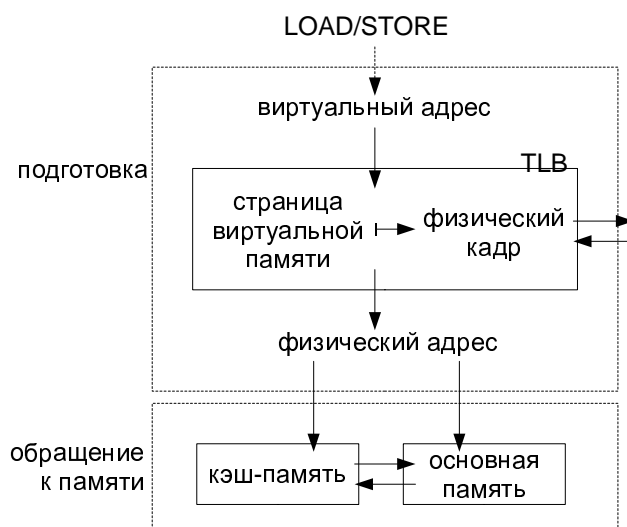 LOAD/STORE
виртуальный адрес
подготовка
TLB
страница
виртуальной
памяти
физический
кадр
физический адрес
обращение
к памяти
кэш-память
основная
память